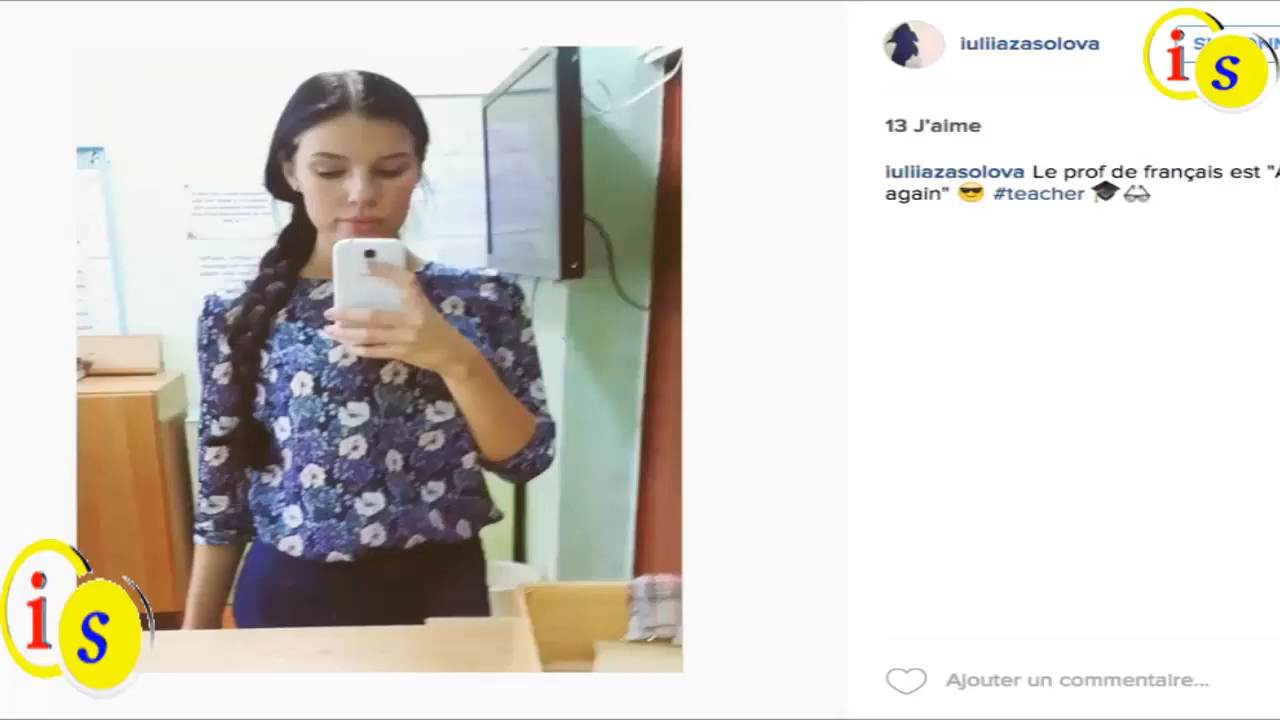 iuliiazasolova
is
13 J'aime
iuliiazasolova Le prof de français est
again" 😎 #teacher 🎓👓
is
Ajouter un commentaire...